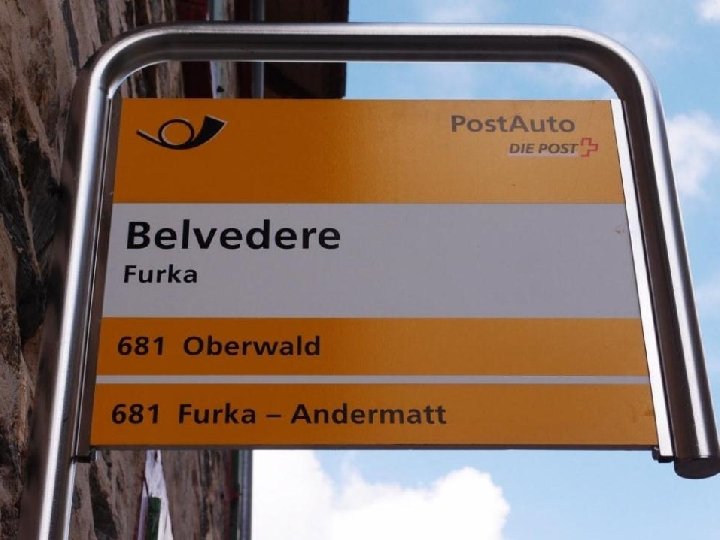 PostAuto
DIE POST
Belvedere
Furka
681 Oberwald
681 Furka – Andermatt